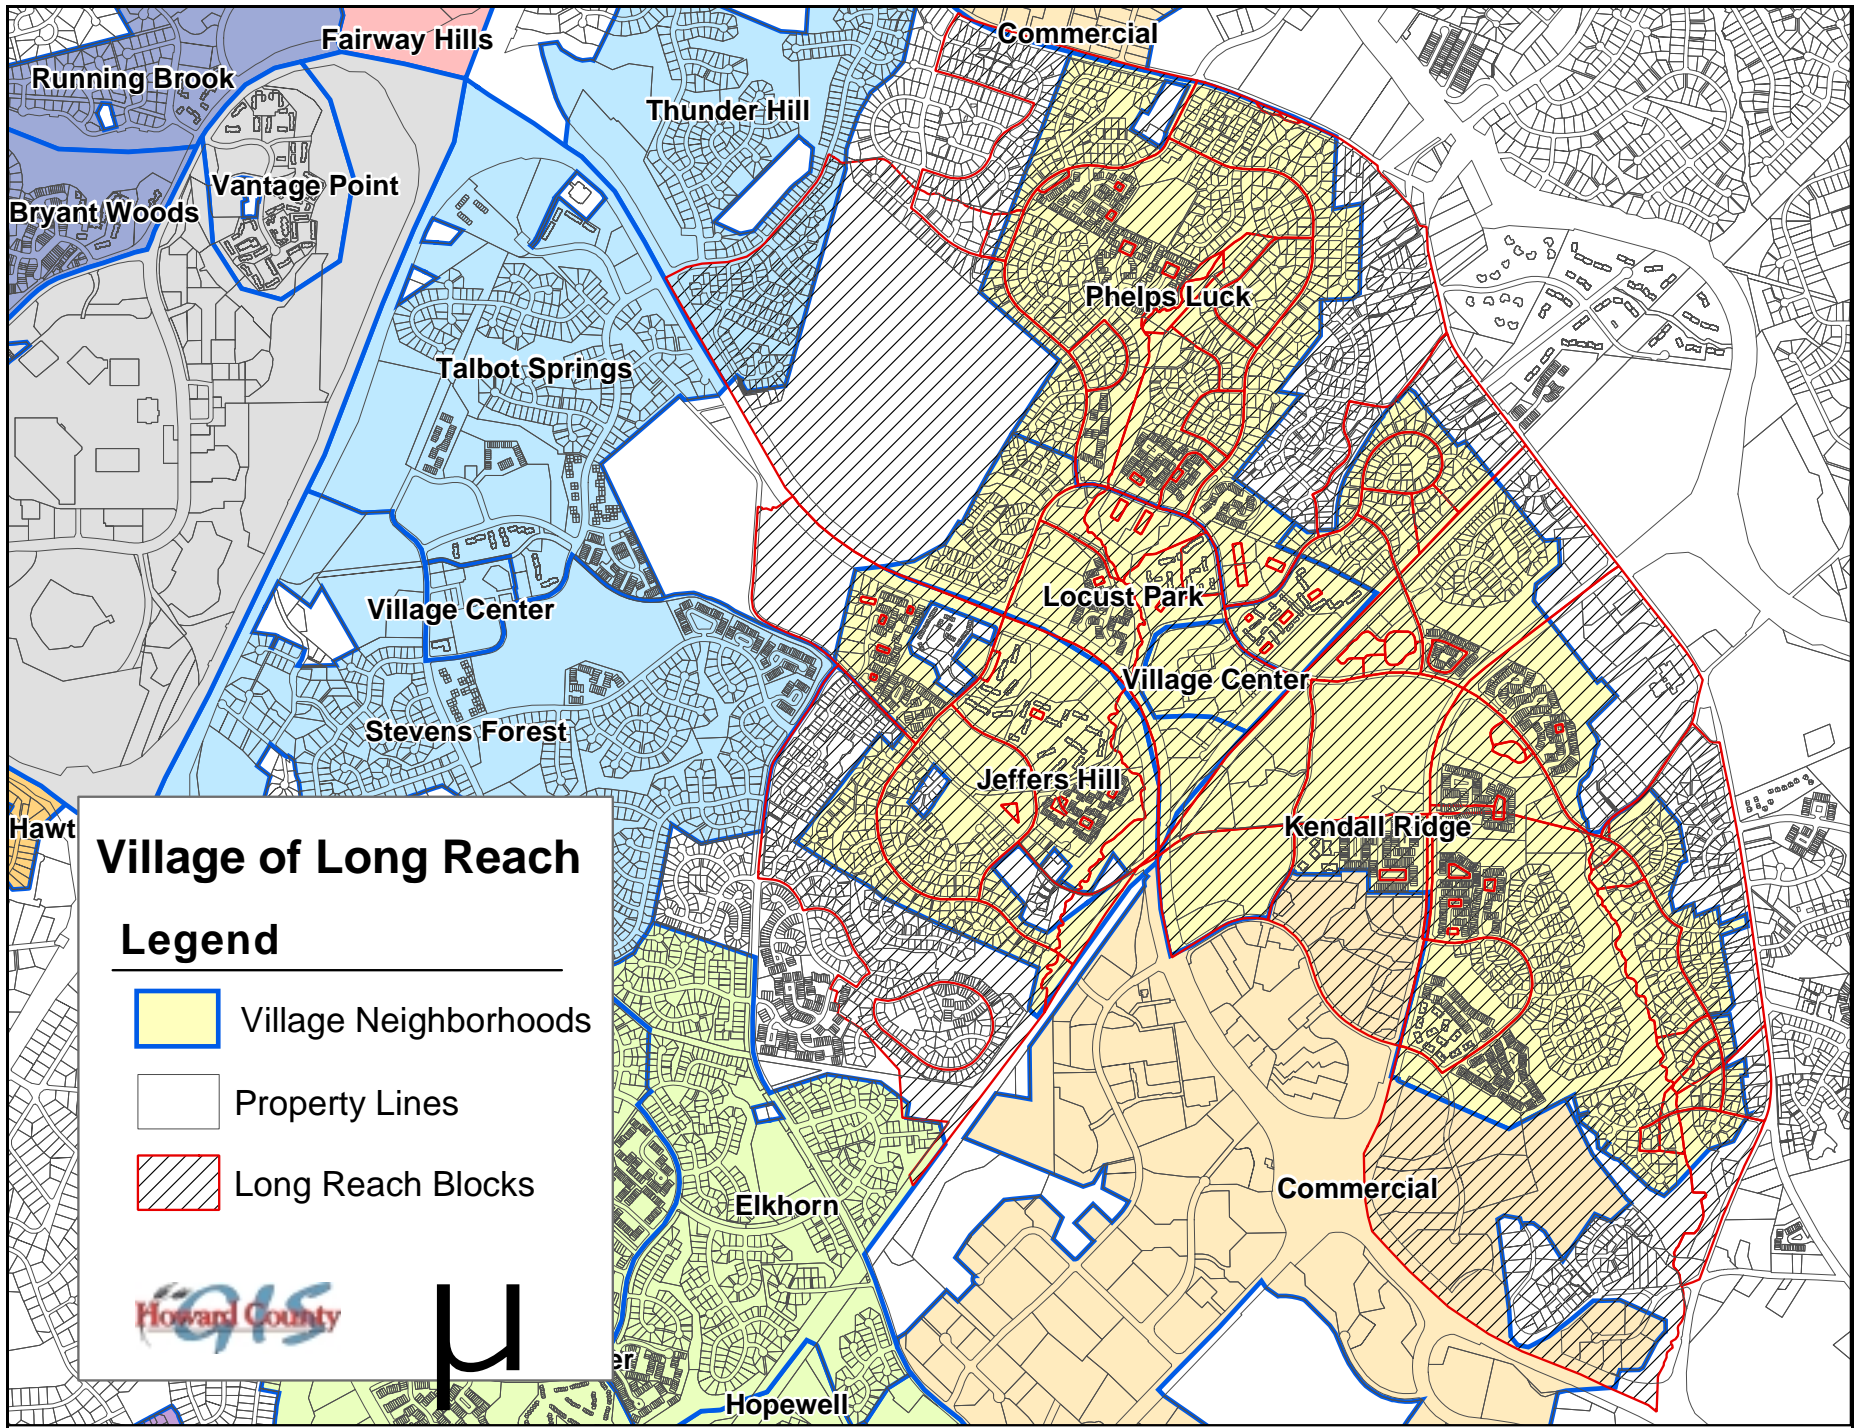 Fairway Hills
Commercial
Running Brook
Thunder Hill
Vantage Point
Bryant Woods
Phelps Luck
Talbot Springs
Locust Park
Village Center
Village Center
Stevens Forest
Jeffers Hill
Kendall Ridge
Hawt
Village of Long Reach
Legend
Village Neighborhoods
Property Lines
Long Reach Blocks
Commercial
Elkhorn
Howard County
GIS
µ
er
Hopewell